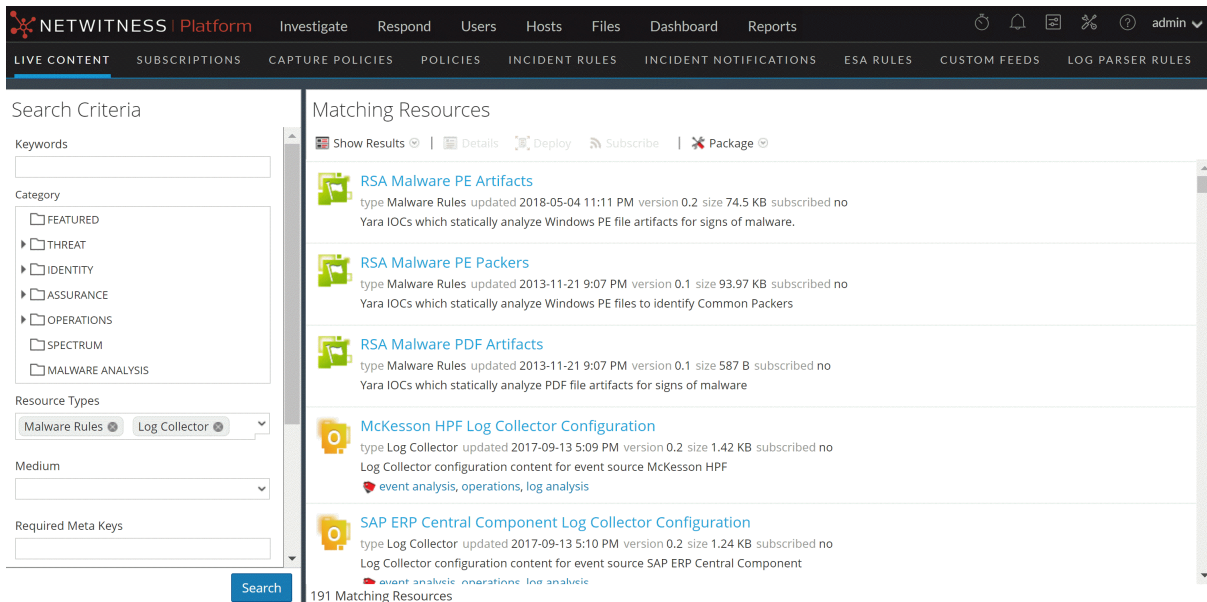 NETWITNESS | Platform Investigate Respond Users Hosts Files Dashboard Reports admin
LIVE CONTENT SUBSCRIPTIONS CAPTURE POLICIES POLICIES INCIDENT RULES INCIDENT NOTIFICATIONS ESA RULES CUSTOM FEEDS LOG PARSER RULES
Search Criteria
Keywords
Category
FEATURED
THREAT
IDENTITY
ASSURANCE
OPERATIONS
SPECTRUM
MALWARE ANALYSIS
Resource Types
Malware Rules Log Collector
Medium
Required Meta Keys
Search
Matching Resources
Show Results | Details Deploy Subscribe | Package
RSA Malware PE Artifacts
type Malware Rules updated 2018-05-04 11:11 PM version 0.2 size 74.5 KB subscribed no
Yara IOCs which statically analyze Windows PE file artifacts for signs of malware.
RSA Malware PE Packers
type Malware Rules updated 2013-11-21 9:07 PM version 0.1 size 93.97 KB subscribed no
Yara IOCs which statically analyze Windows PE files to identify Common Packers
RSA Malware PDF Artifacts
type Malware Rules updated 2013-11-21 9:07 PM version 0.1 size 587 B subscribed no
Yara IOCs which statically analyze PDF file artifacts for signs of malware
McKesson HPF Log Collector Configuration
type Log Collector updated 2017-09-13 5:09 PM version 0.2 size 1.42 KB subscribed no
Log Collector configuration content for event source McKesson HPF
event analysis, operations, log analysis
SAP ERP Central Component Log Collector Configuration
type Log Collector updated 2017-09-13 5:10 PM version 0.2 size 1.24 KB subscribed no
Log Collector configuration content for event source SAP ERP Central Component
event analysis, operations, log analysis
191 Matching Resources